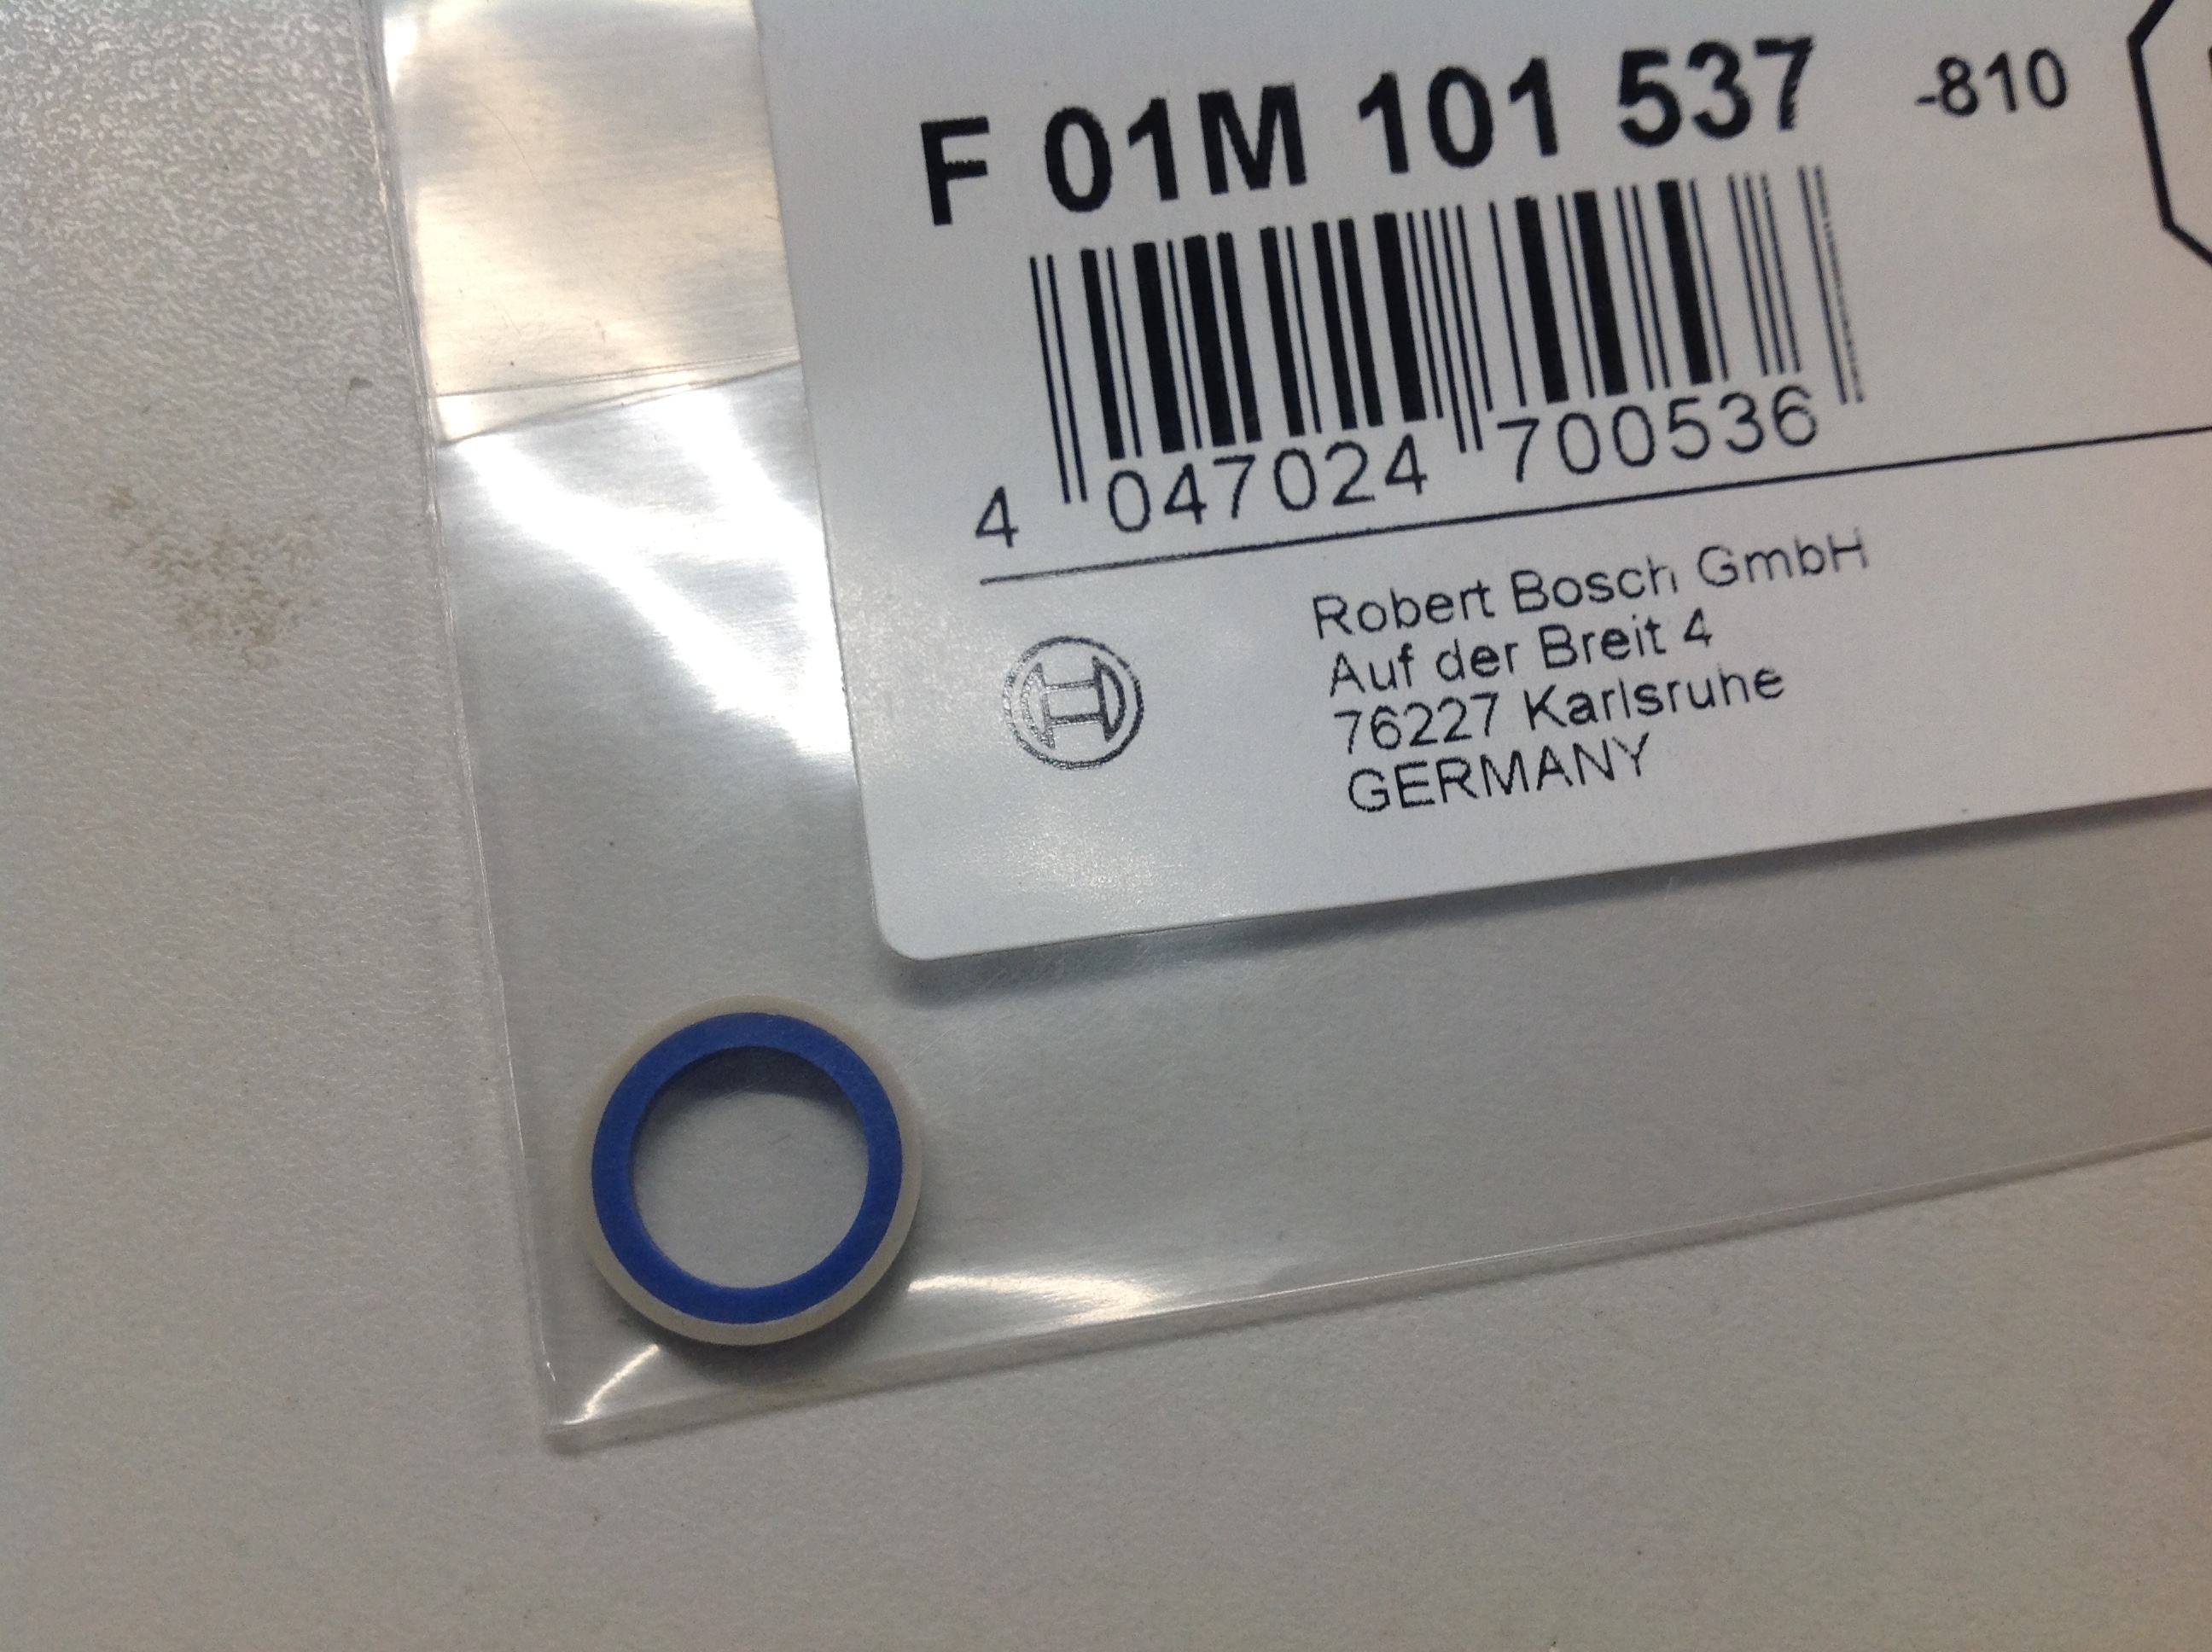 F 01M 101 537 -810
4 047024 700536
Robert Bosch GmbH
Auf der Breit 4
76227 Karlsruhe
GERMANY